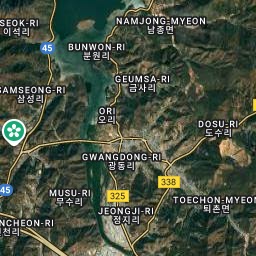 SEOK-RI
이석리
NAMJONG-MYEON
남종면
45
BUNWON-RI
분원리
GEUMSA-RI
금사리
SAMSEONG-RI
삼성리
ORI
오리
DOSU-RI
도수리
GWANGDONG-RI
광동리
338
45
MUSU-RI
무수리
325
TOECHON-MYEON
퇴촌면
JEONGJI-RI
정지리
NCHEON-RI
천리